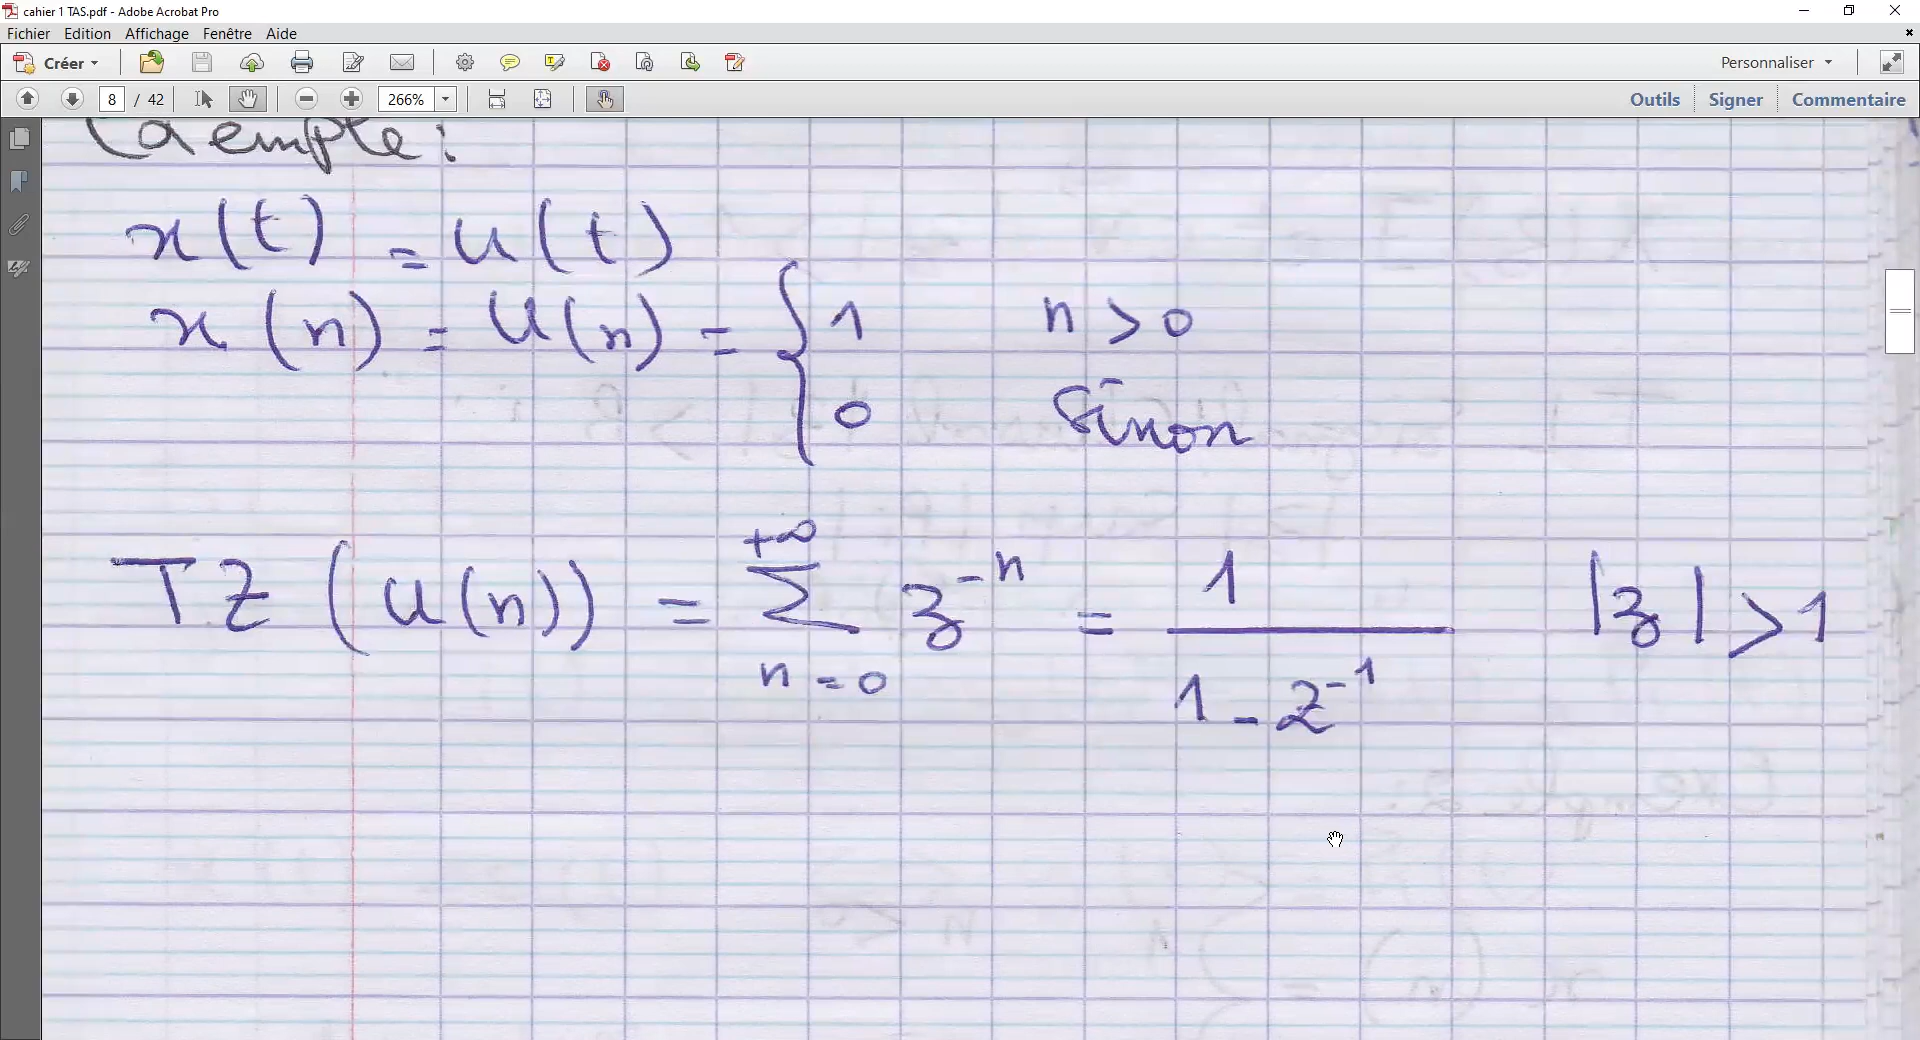 cahier 1 TAS.pdf - Adobe Acrobat Pro
Fichier Edition Affichage Fenêtre Aide
Créer Personnaliser
8 / 42 266% Outils Signer Commentaire
Exemple :
x(t) = u(t)
x(n) = u(n) = { 1 n > 0
0 sinon
TZ (u(n)) = +∞ Σ n = 0 z^-n = 1 / (1 - z^-1) |z| > 1